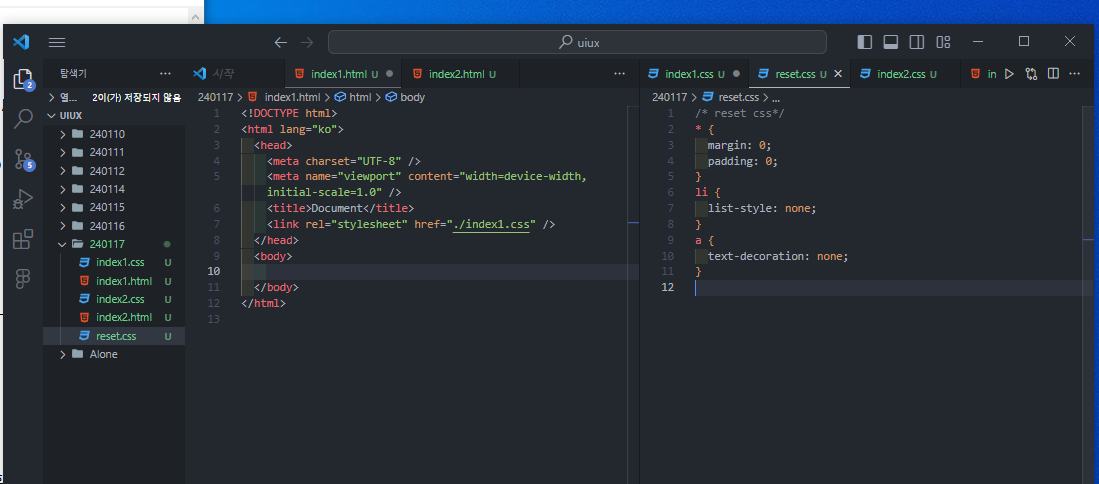 uiux
탐색기 ...
열... 2이(가) 저장되지 않음
UIUX
240110
240111
240112
240114
240115
240116
240117
index1.css U
index1.html U
index2.css U
index2.html U
reset.css U
Alone
2
5
시작 index1.html U index2.html U ...
240117 > index1.html > html > body
1 <!DOCTYPE html>
2 <html lang="ko">
3 <head>
4 <meta charset="UTF-8" />
5 <meta name="viewport" content="width=device-width,
initial-scale=1.0" />
6 <title>Document</title>
7 <link rel="stylesheet" href="./index1.css" />
8 </head>
9 <body>
10
11 </body>
12 </html>
13
index1.css U reset.css U index2.css U in ...
240117 > reset.css > ...
1 /* reset css*/
2 * {
3 margin: 0;
4 padding: 0;
5 }
6 li {
7 list-style: none;
8 }
9 a {
10 text-decoration: none;
11 }
12